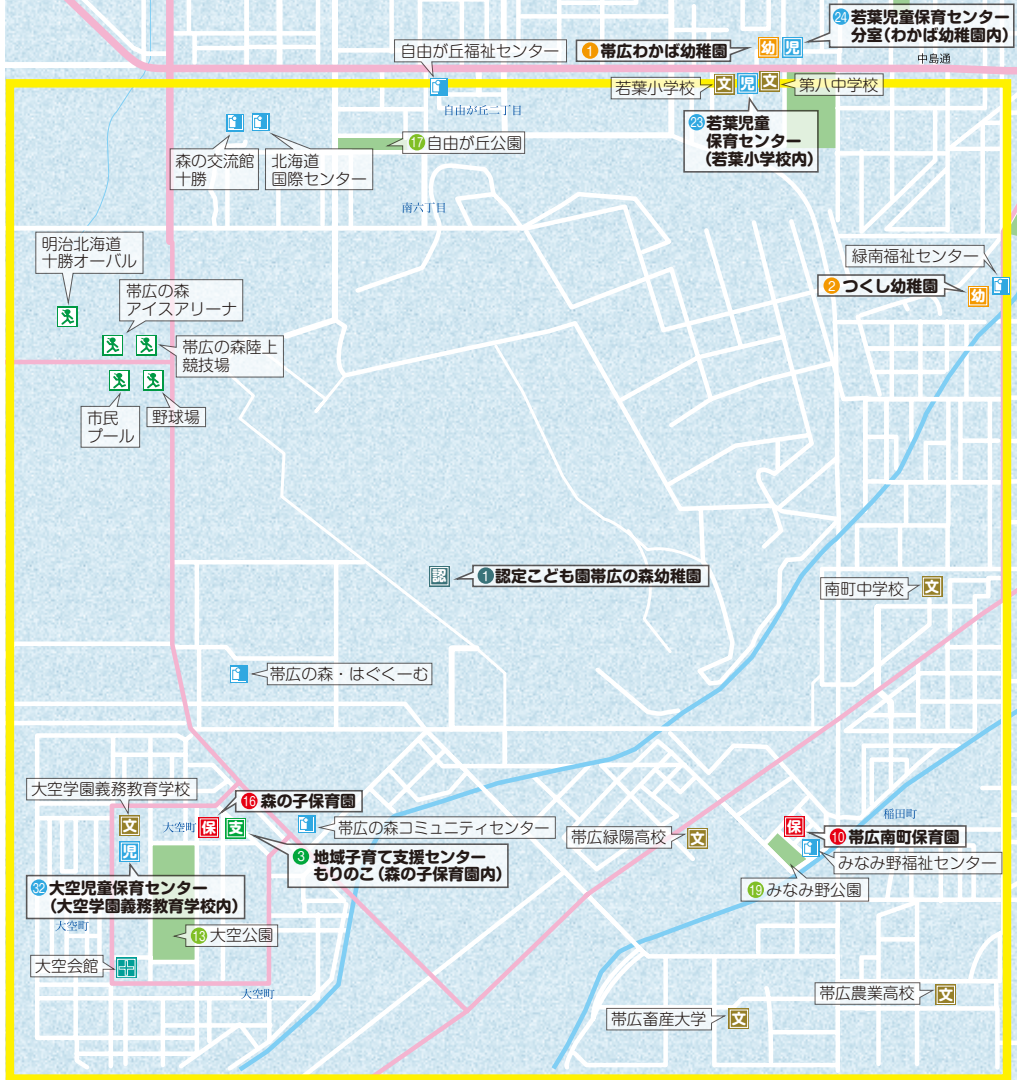 24 若葉児童保育センター
分室(わかば幼稚園内)
1 帯広わかば幼稚園
幼
児
中島通
自由が丘福祉センター
若葉小学校
文
児
文
第八中学校
自由が丘二丁目
23 若葉児童
保育センター
(若葉小学校内)
17 自由が丘公園
森の交流館
十勝
北海道
国際センター
南六丁目
明治北海道
十勝オーバル
緑南福祉センター
2 つくし幼稚園
幼
帯広の森
アイスアリーナ
帯広の森陸上
競技場
市民
プール
野球場
認
1 認定こども園帯広の森幼稚園
南町中学校
文
帯広の森・はぐくーむ
大空学園義務教育学校
文
大空町
保
支
16 森の子保育園
帯広の森コミュニティセンター
3 地域子育て支援センター
もりのこ(森の子保育園内)
児
32 大空児童保育センター
(大空学園義務教育学校内)
大空町
13 大空公園
大空会館
大空町
帯広緑陽高校
文
稲田町
保
10 帯広南町保育園
みなみ野福祉センター
19 みなみ野公園
帯広農業高校
文
帯広畜産大学
文